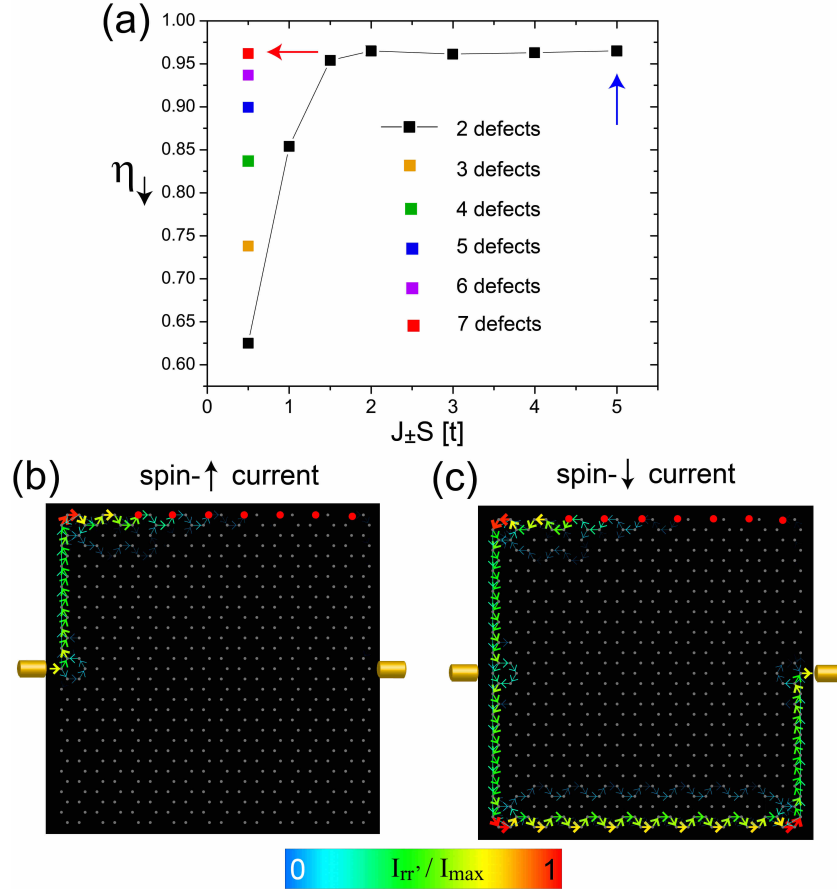 (a)
1.00
0.95
0.90
0.85
0.80
0.75
0.70
0.65
0.60
η↓
2 defects
3 defects
4 defects
5 defects
6 defects
7 defects
0 1 2 3 4 5
J±S [t]
(b) spin-↑ current
(c) spin-↓ current
0 Irr'/Imax 1